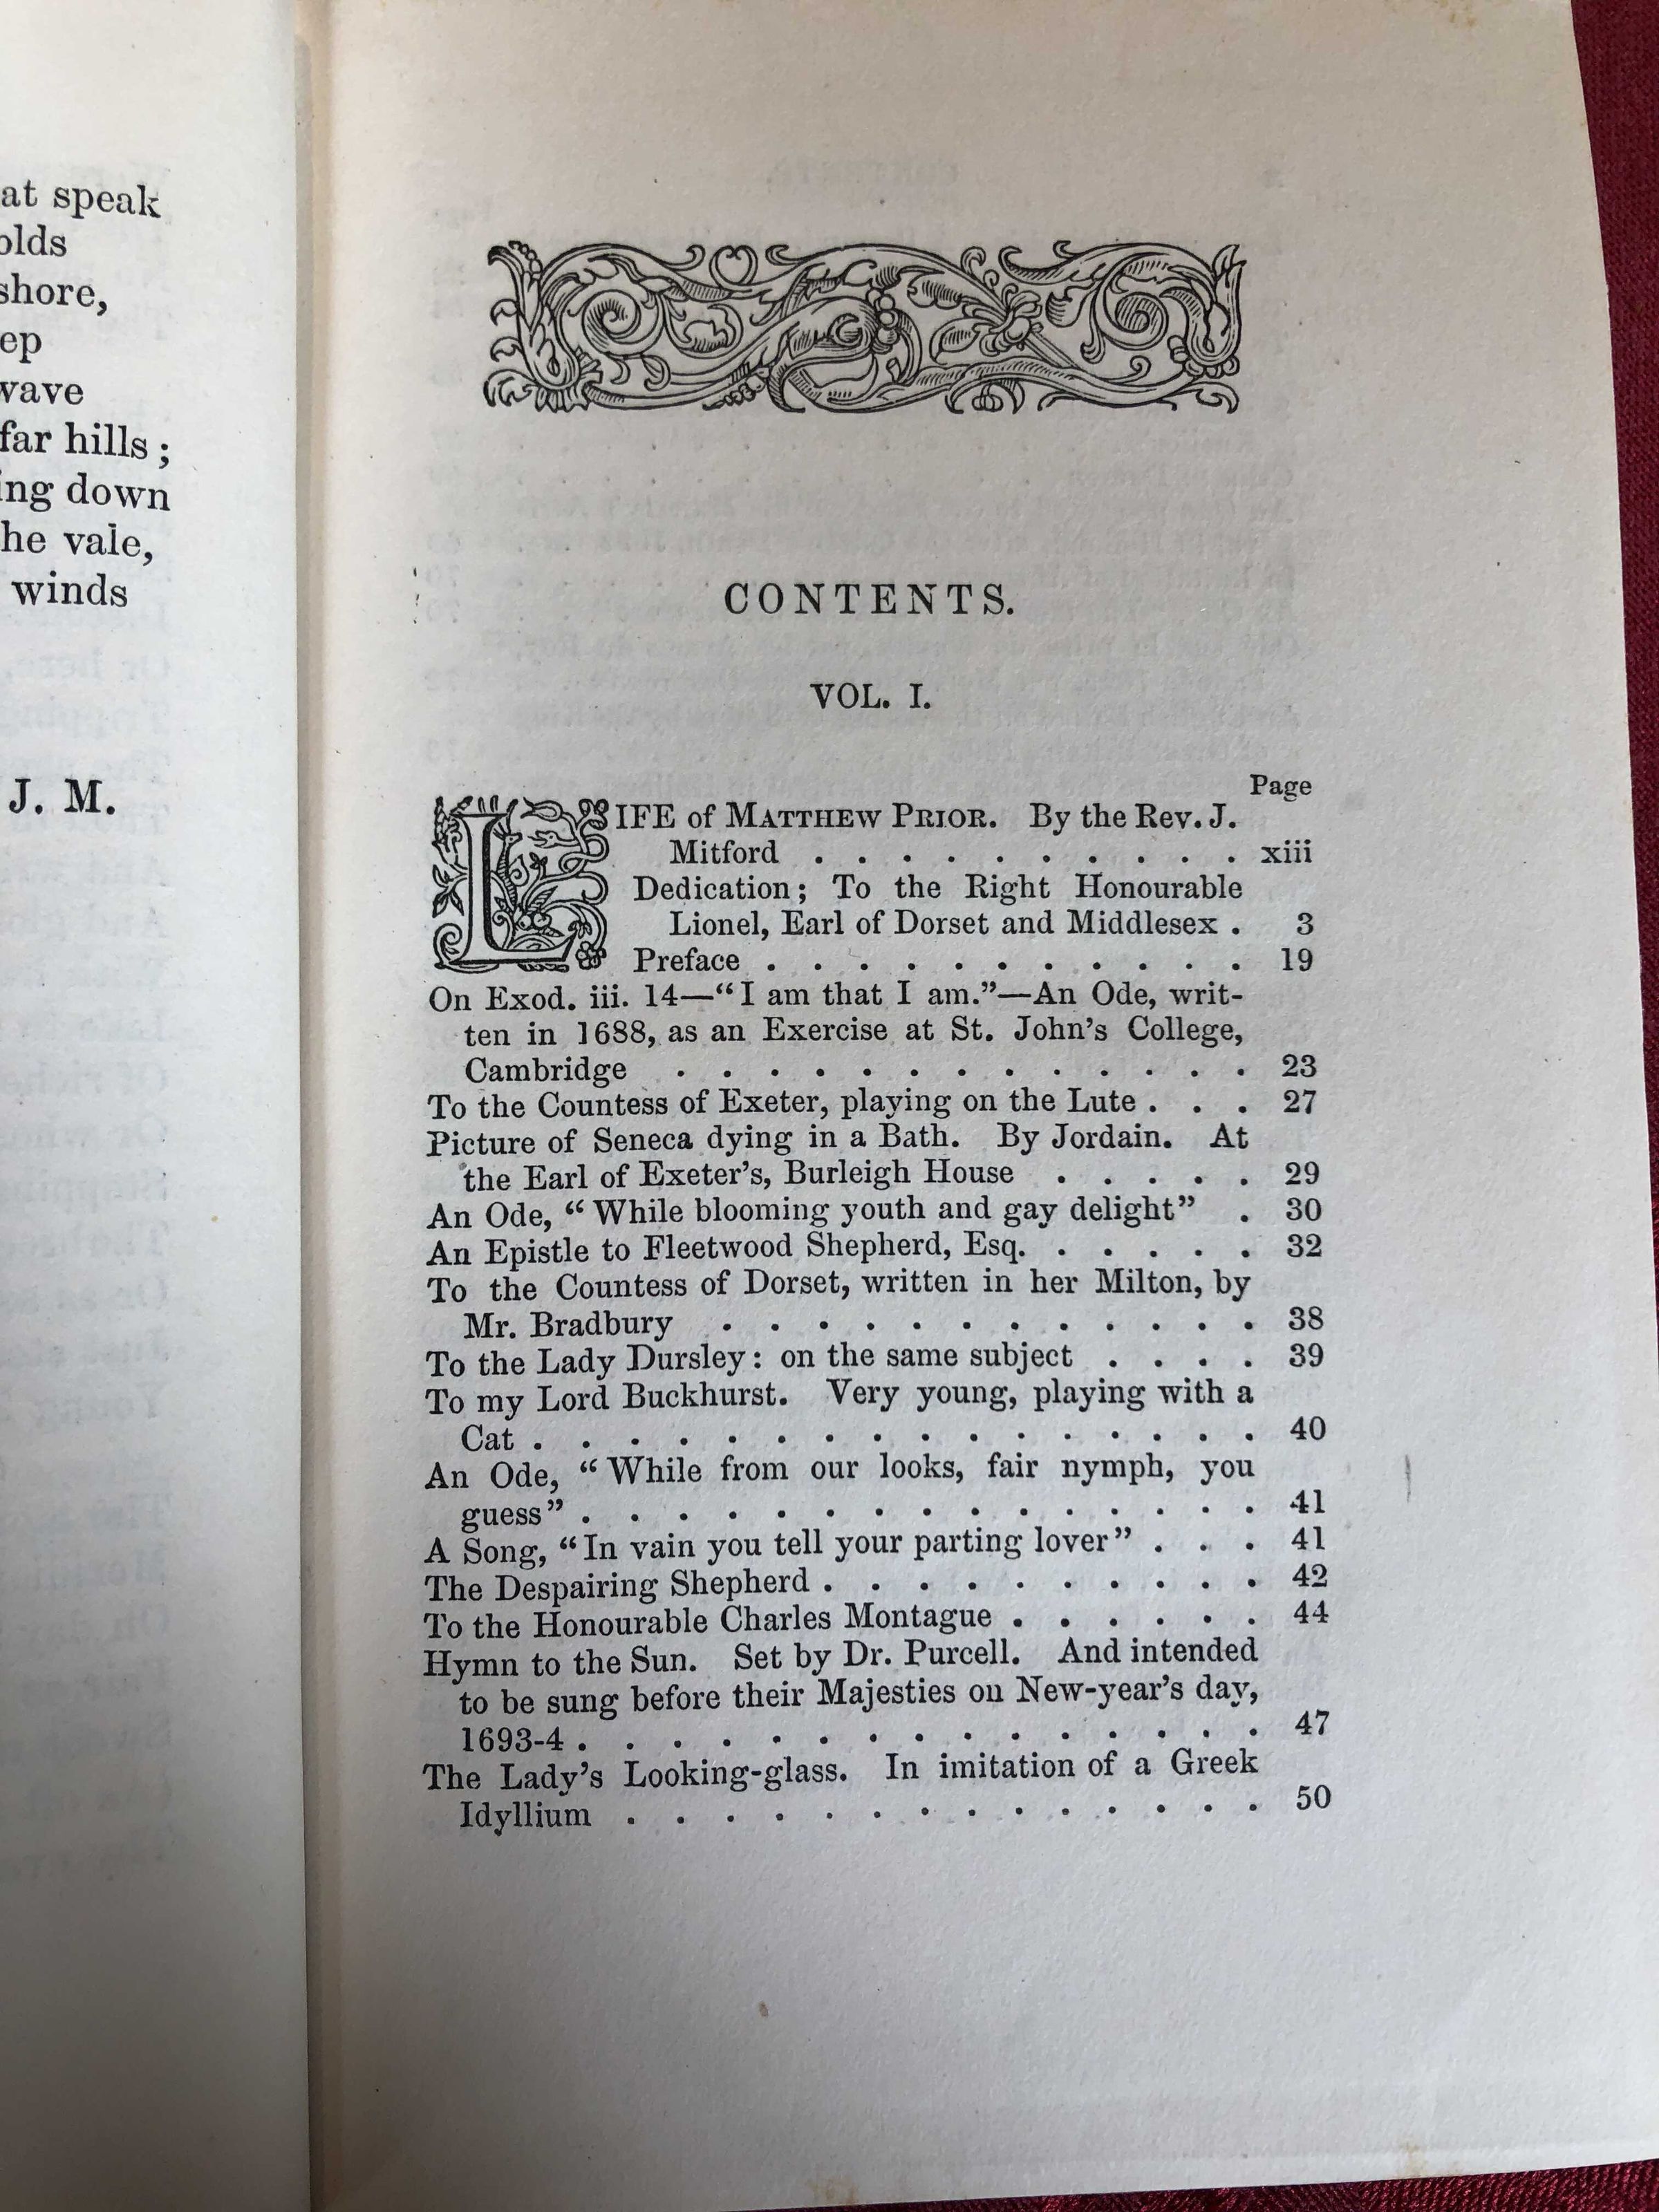 at speak
olds
shore,
ep
wave
far hills ;
ing down
he vale,
winds
J. M.
CONTENTS.
VOL. I.
Page
LIFE of MATTHEW PRIOR. By the Rev. J.
Mitford . . . . . . . . . . xiii
Dedication; To the Right Honourable
Lionel, Earl of Dorset and Middlesex . 3
Preface . . . . . . . . . . . 19
On Exod. iii. 14—“I am that I am.”—An Ode, writ-
ten in 1688, as an Exercise at St. John’s College,
Cambridge . . . . . . . . . . . . . 23
To the Countess of Exeter, playing on the Lute . . . 27
Picture of Seneca dying in a Bath. By Jordain. At
the Earl of Exeter’s, Burleigh House . . . . . 29
An Ode, “While blooming youth and gay delight” . 30
An Epistle to Fleetwood Shepherd, Esq. . . . . . 32
To the Countess of Dorset, written in her Milton, by
Mr. Bradbury . . . . . . . . . . . . 38
To the Lady Dursley: on the same subject . . . . 39
To my Lord Buckhurst. Very young, playing with a
Cat . . . . . . . . . . . . . . . . 40
An Ode, “While from our looks, fair nymph, you
guess” . . . . . . . . . . . . . . . 41
A Song, “In vain you tell your parting lover” . . . 41
The Despairing Shepherd . . . . . . . . . . 42
To the Honourable Charles Montague . . . . . . 44
Hymn to the Sun. Set by Dr. Purcell. And intended
to be sung before their Majesties on New-year’s day,
1693-4 . . . . . . . . . . . . . . . 47
The Lady’s Looking-glass. In imitation of a Greek
Idyllium . . . . . . . . . . . . . . 50